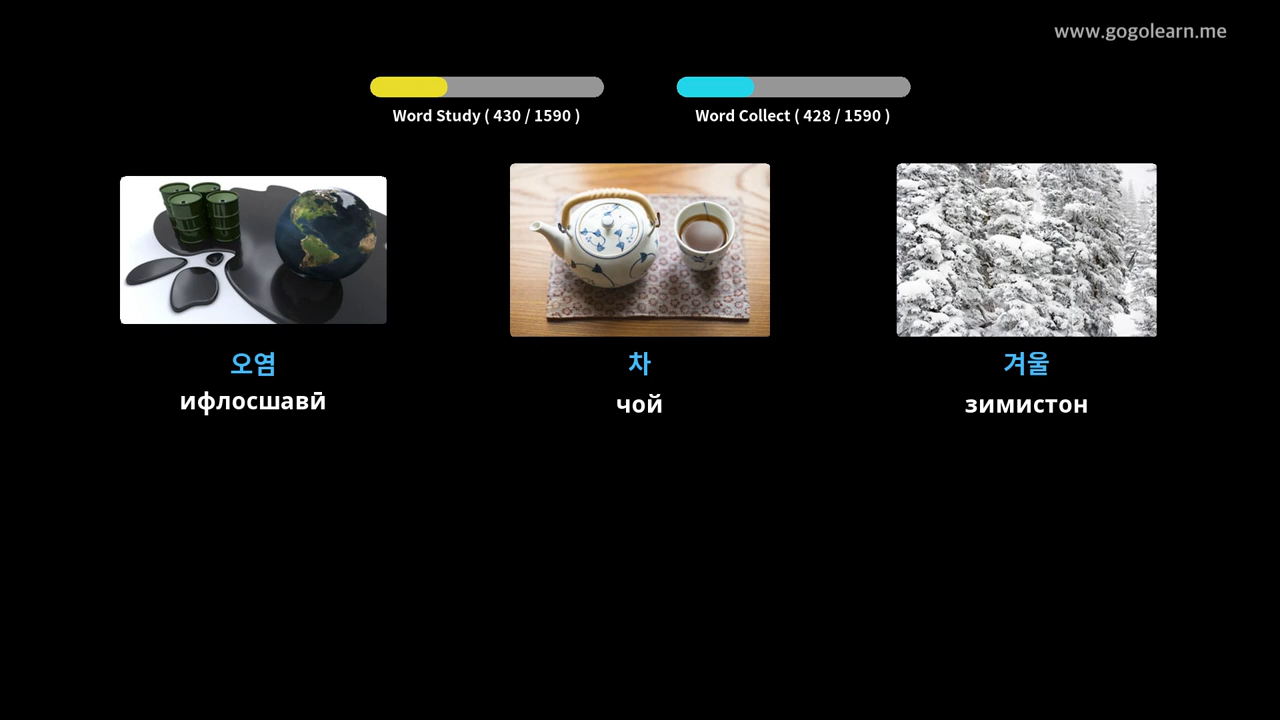 www.gogolearn.me
Word Study ( 430 / 1590 )
Word Collect ( 428 / 1590 )
오염
차
겨울
ифлосшавӣ
чой
зимистон